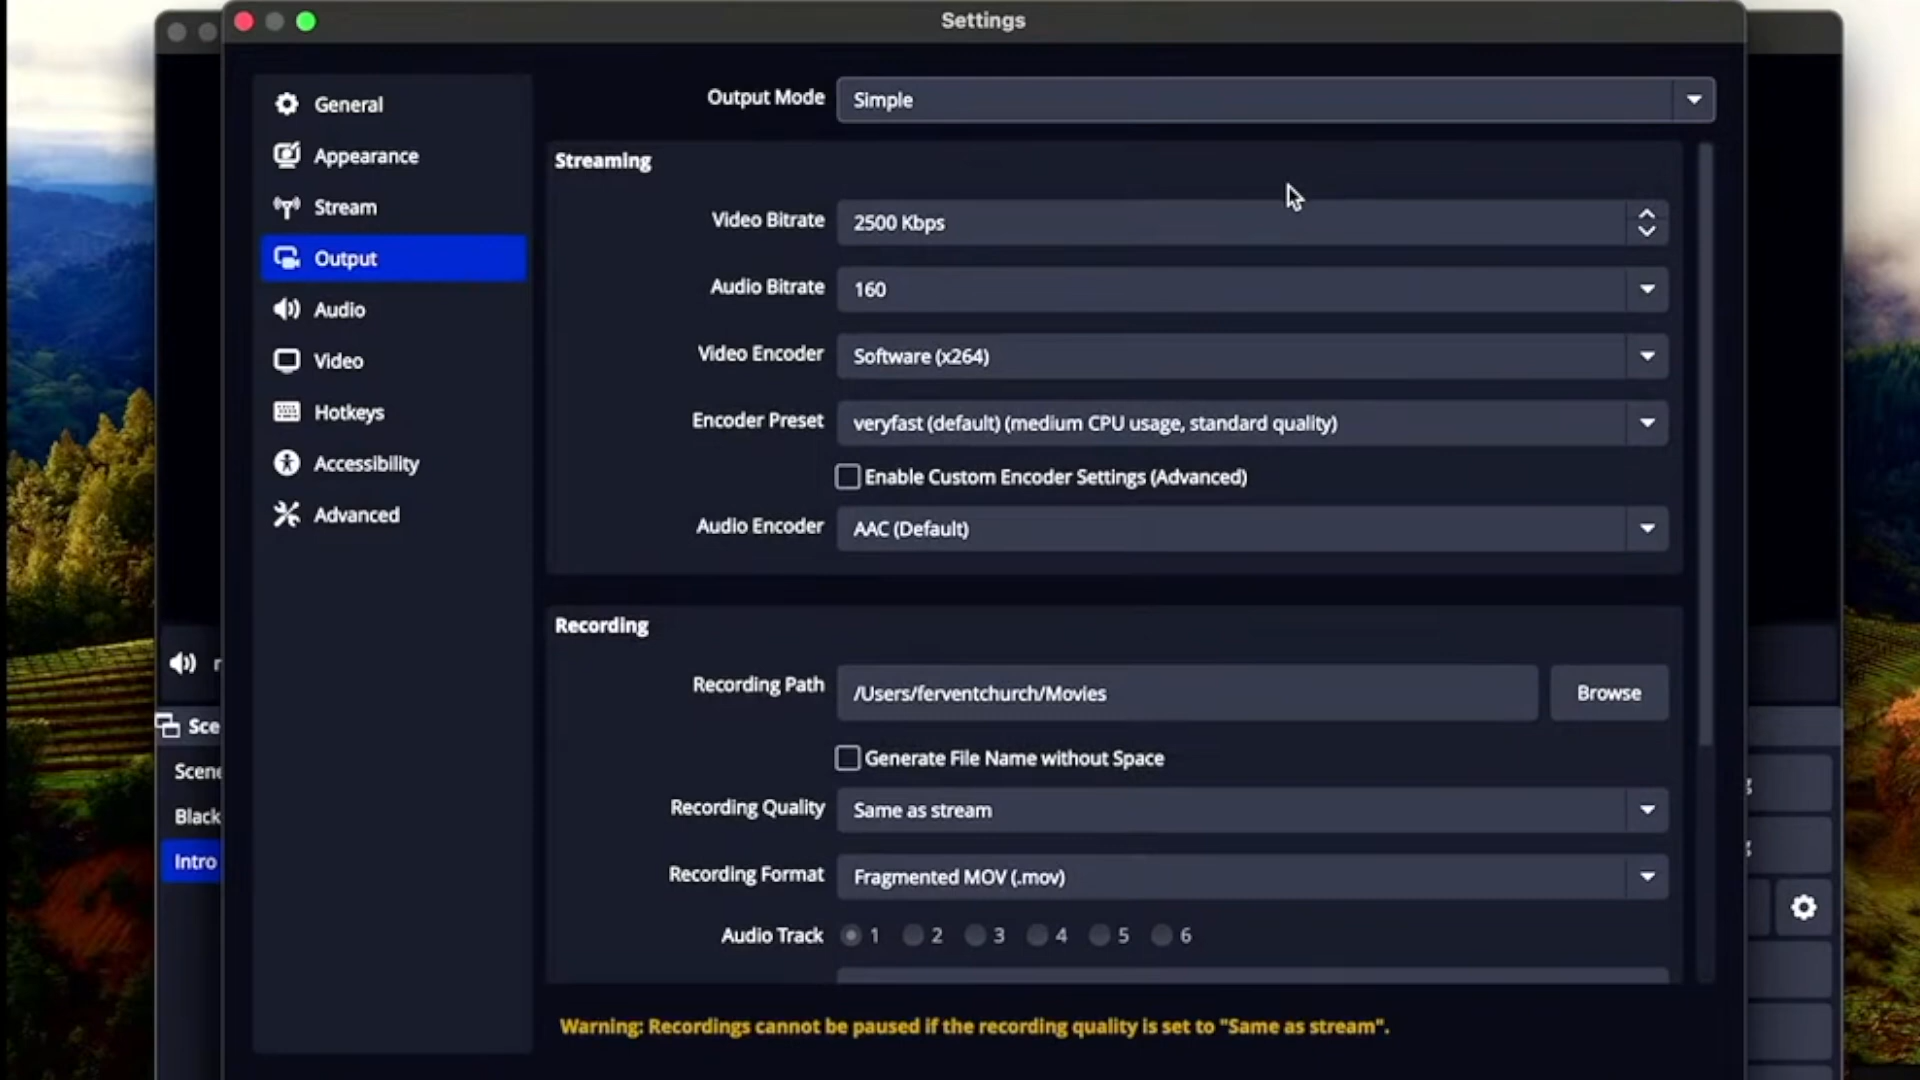 Settings
General
Appearance
Stream
Output
Audio
Video
Hotkeys
Accessibility
Advanced
Output Mode Simple
Streaming
Video Bitrate 2500 Kbps
Audio Bitrate 160
Video Encoder Software (x264)
Encoder Preset veryfast (default) (medium CPU usage, standard quality)
Enable Custom Encoder Settings (Advanced)
Audio Encoder AAC (Default)
Recording
Recording Path /Users/ferventchurch/Movies Browse
Generate File Name without Space
Recording Quality Same as stream
Recording Format Fragmented MOV (.mov)
Audio Track 1 2 3 4 5 6
Warning: Recordings cannot be paused if the recording quality is set to "Same as stream".
Sce
Scene
Black
Intro